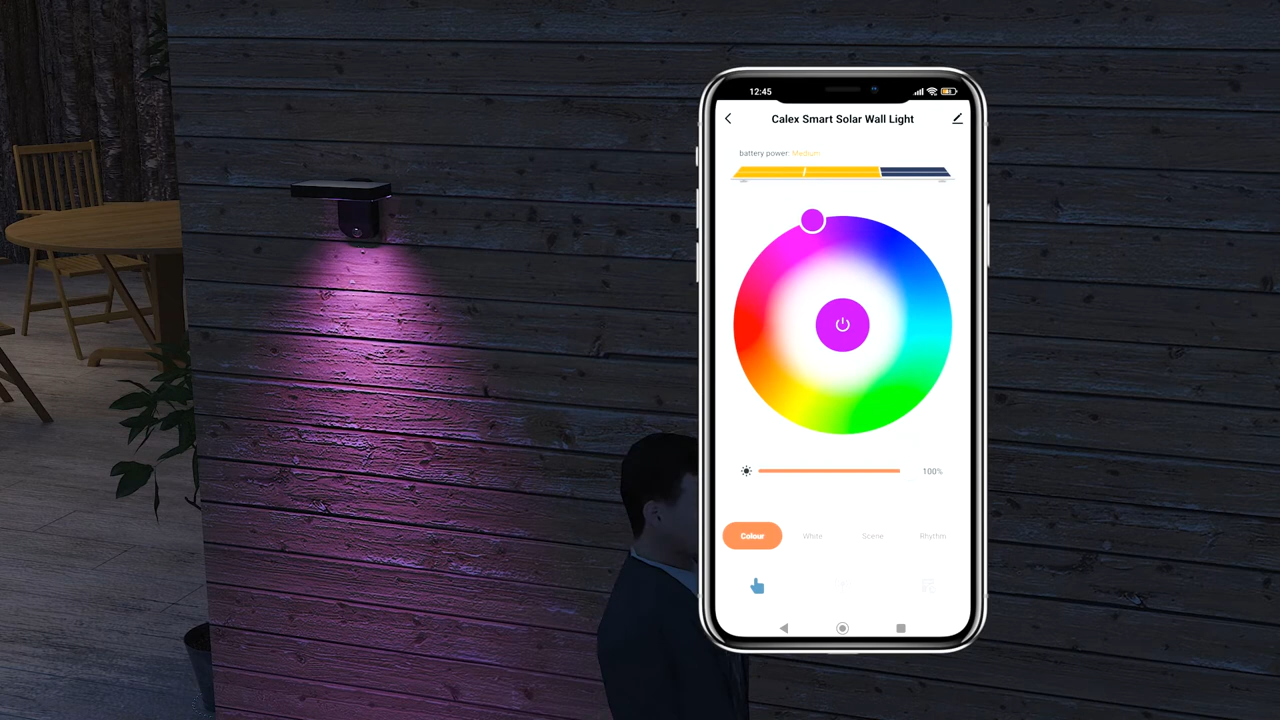 12:45
Calex Smart Solar Wall Light
battery power: Medium
100%
Colour
White
Scene
Rhythm